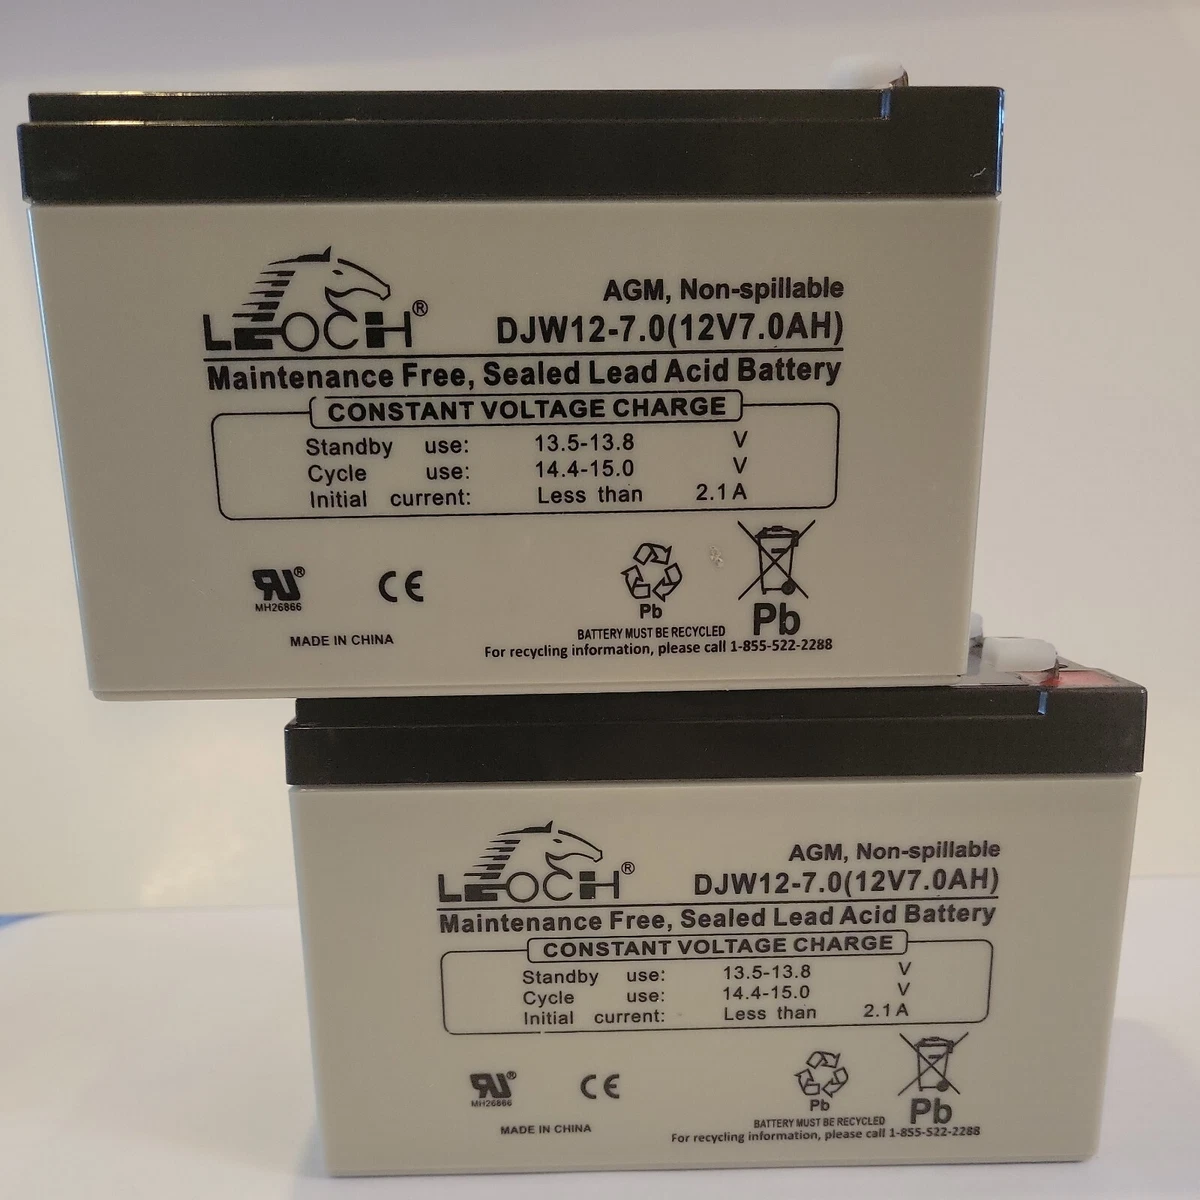 LEOCH®
AGM, Non-spillable
DJW12-7.0(12V7.0AH)
Maintenance Free, Sealed Lead Acid Battery
CONSTANT VOLTAGE CHARGE
Standby use: 13.5-13.8 V
Cycle use: 14.4-15.0 V
Initial current: Less than 2.1A
RU®
MH26866
CE
Pb
Pb
MADE IN CHINA
BATTERY MUST BE RECYCLED
For recycling information, please call 1-855-522-2288
LEOCH®
AGM, Non-spillable
DJW12-7.0(12V7.0AH)
Maintenance Free, Sealed Lead Acid Battery
CONSTANT VOLTAGE CHARGE
Standby use: 13.5-13.8 V
Cycle use: 14.4-15.0 V
Initial current: Less than 2.1A
RU®
MH26866
CE
Pb
Pb
MADE IN CHINA
BATTERY MUST BE RECYCLED
For recycling information, please call 1-855-522-2288